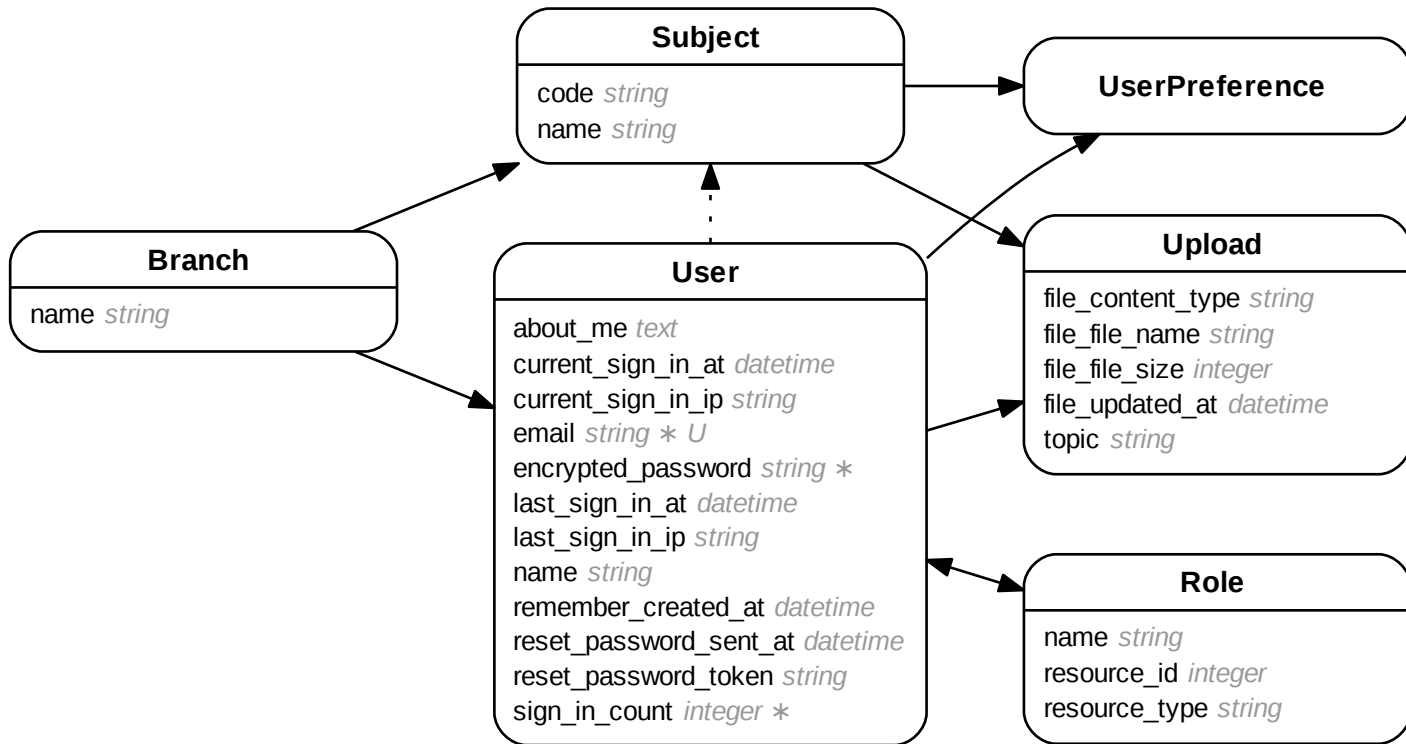 Subject
code string
name string
UserPreference
Branch
name string
User
about_me text
current_sign_in_at datetime
current_sign_in_ip string
email string ∗ U
encrypted_password string ∗
last_sign_in_at datetime
last_sign_in_ip string
name string
remember_created_at datetime
reset_password_sent_at datetime
reset_password_token string
sign_in_count integer ∗
Upload
file_content_type string
file_file_name string
file_file_size integer
file_updated_at datetime
topic string
Role
name string
resource_id integer
resource_type string